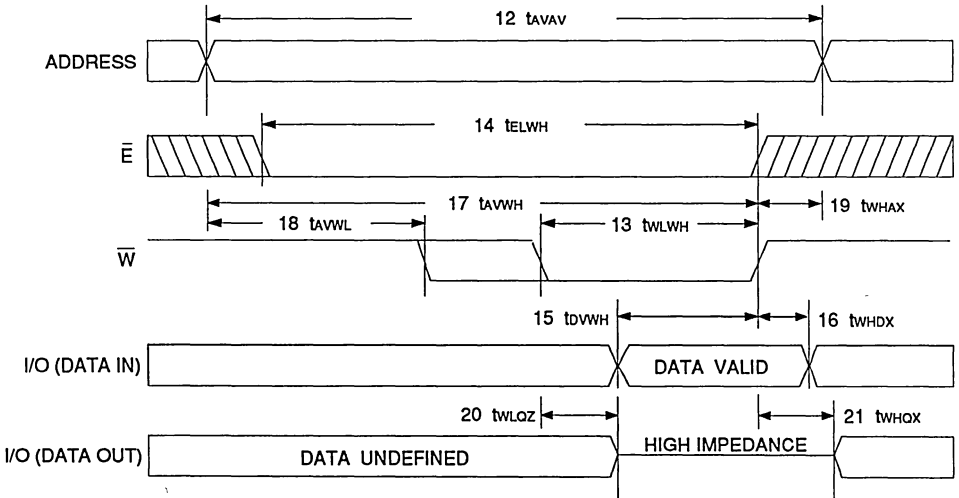 12 tAVAV
ADDRESS
14 tELWH
E
17 tAVWH
19 tWHAX
18 tAVWL
13 tWLWH
W
15 tDVWH
16 tWHDX
I/O (DATA IN)
DATA VALID
20 tWLQZ
21 tWHQX
I/O (DATA OUT)
DATA UNDEFINED
HIGH IMPEDANCE